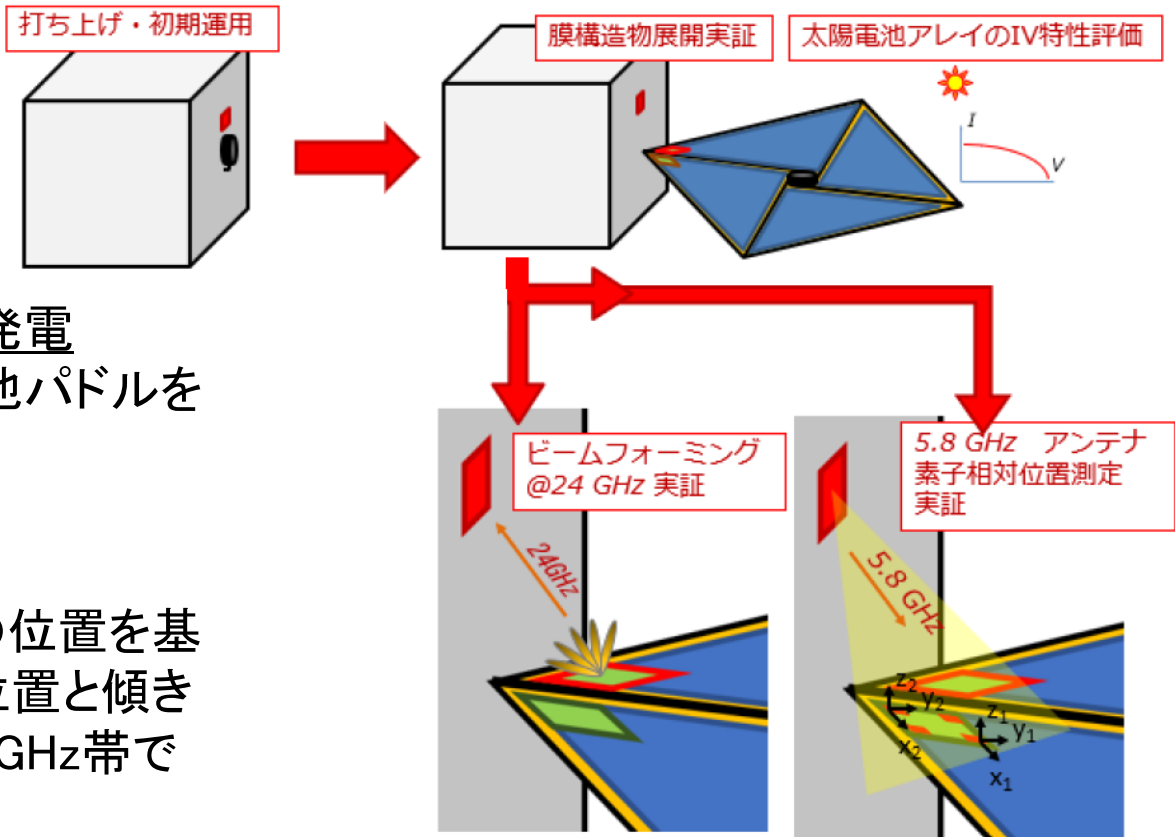 打ち上げ・初期運用
膜構造物展開実証
太陽電池アレイのIV特性評価
I
V
発電
池パドルを
位置を基
位置と傾き
GHz帯で
ビームフォーミング
@24 GHz 実証
24GHz
5.8 GHz アンテナ
素子相対位置測定
実証
5.8 GHz
z2
y2
x2
z1
y1
x1